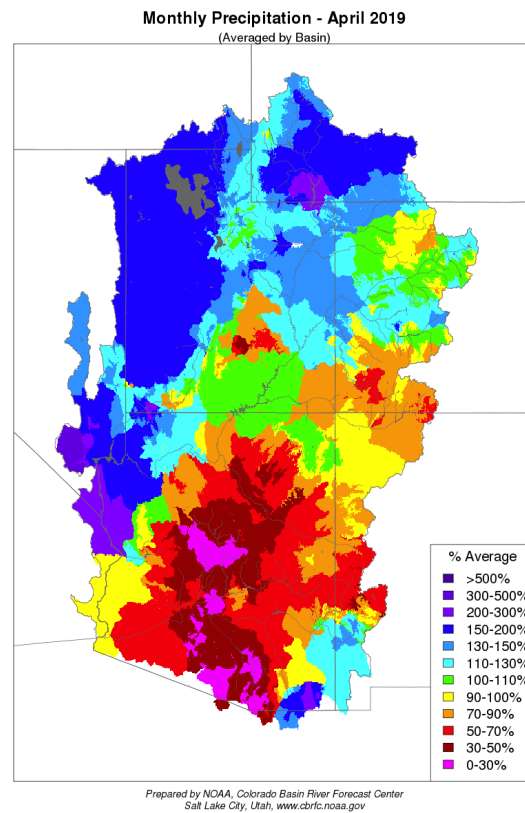 Monthly Precipitation - April 2019
(Averaged by Basin)
% Average
>500%
300-500%
200-300%
150-200%
130-150%
110-130%
100-110%
90-100%
70-90%
50-70%
30-50%
0-30%
Prepared by NOAA, Colorado Basin River Forecast Center
Salt Lake City, Utah, www.cbrfc.noaa.gov